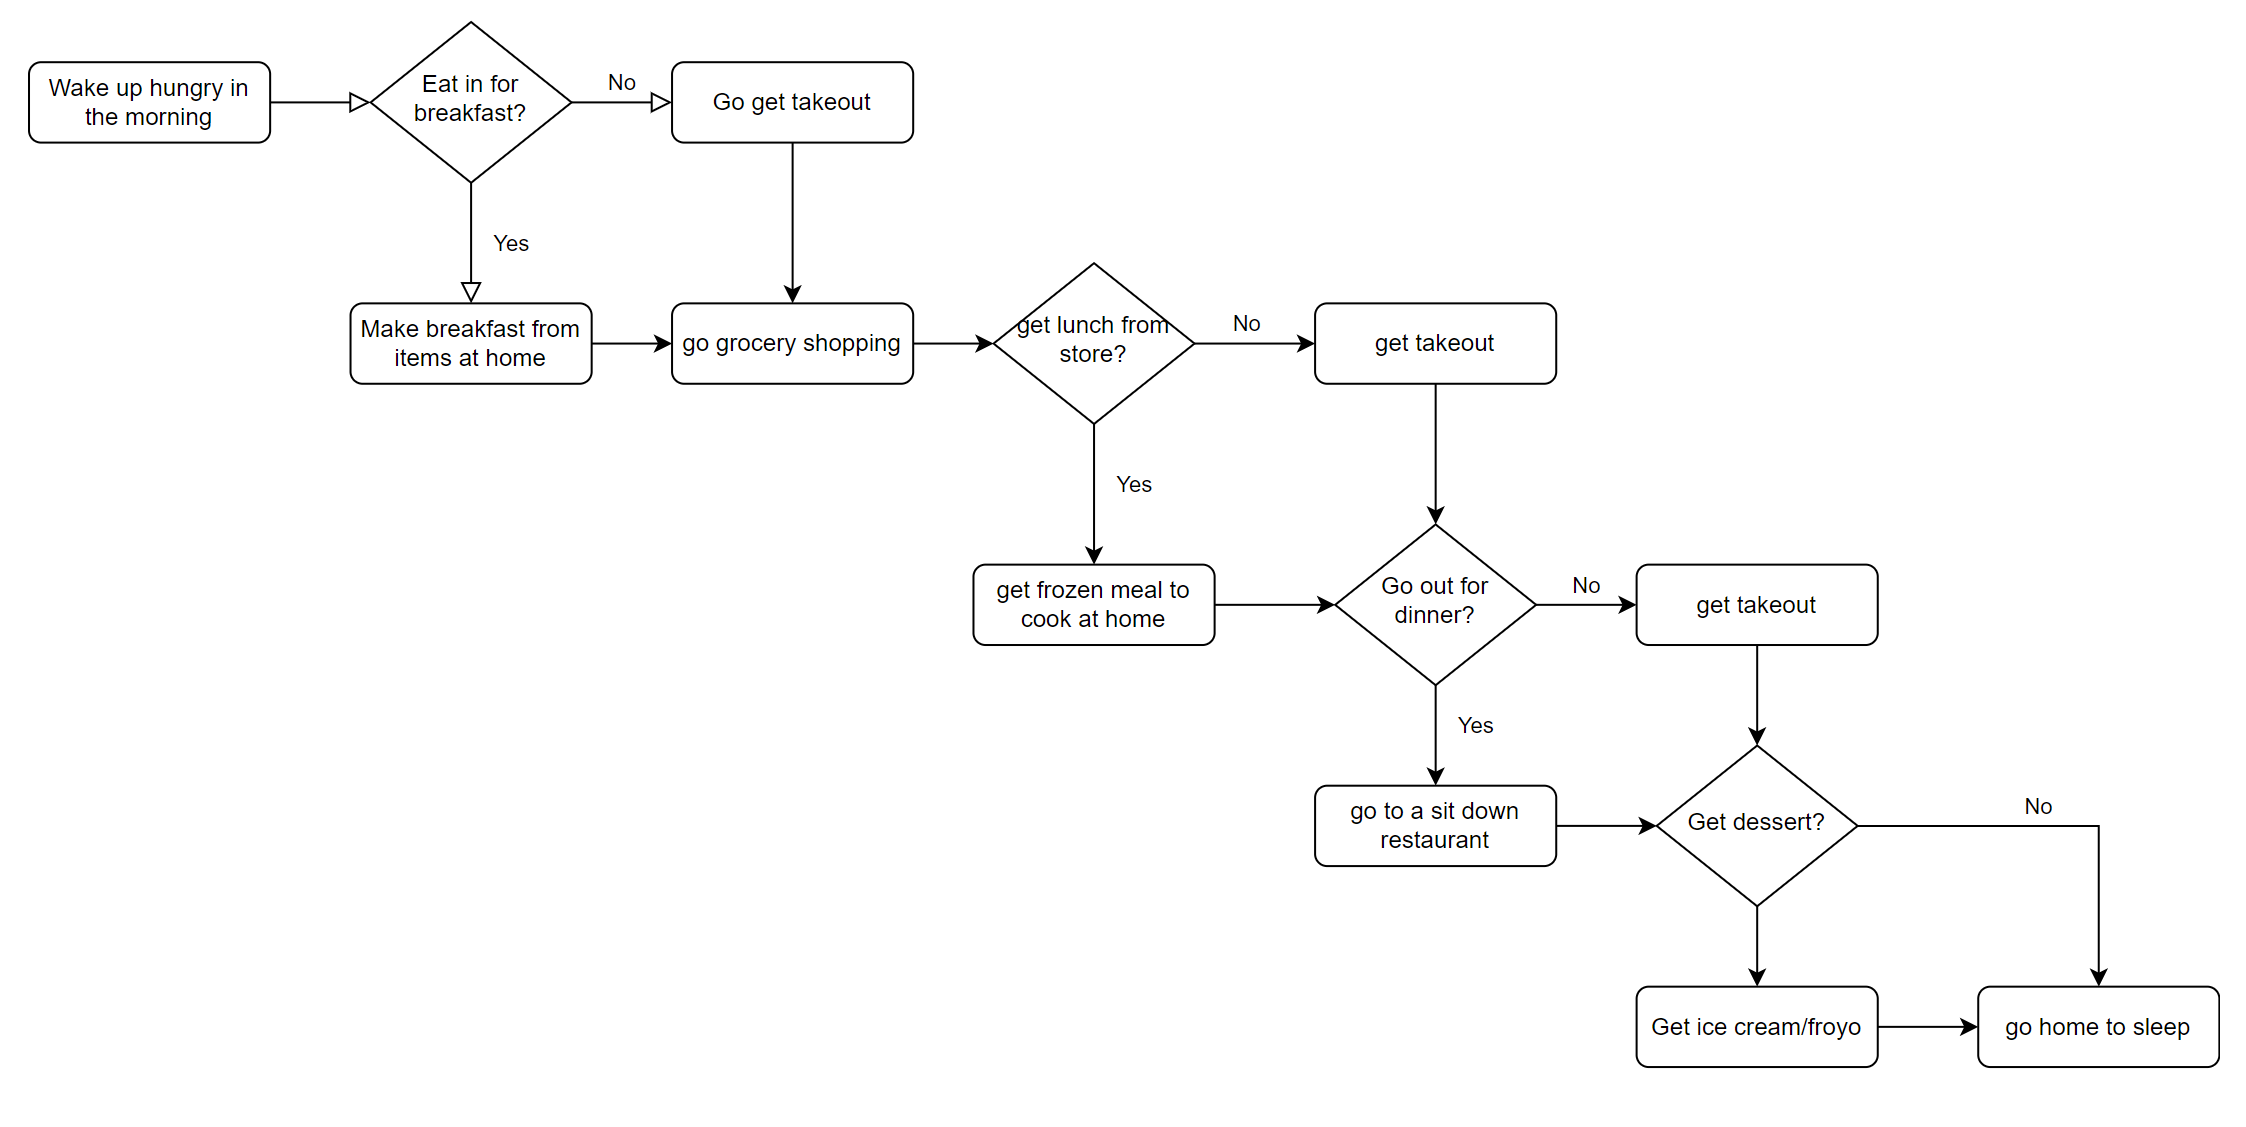 Wake up hungry in
the morning
Eat in for
breakfast?
No
Go get takeout
Yes
Make breakfast from
items at home
go grocery shopping
get lunch from
store?
No
get takeout
Yes
get frozen meal to
cook at home
Go out for
dinner?
No
get takeout
Yes
go to a sit down
restaurant
Get dessert?
No
Get ice cream/froyo
go home to sleep